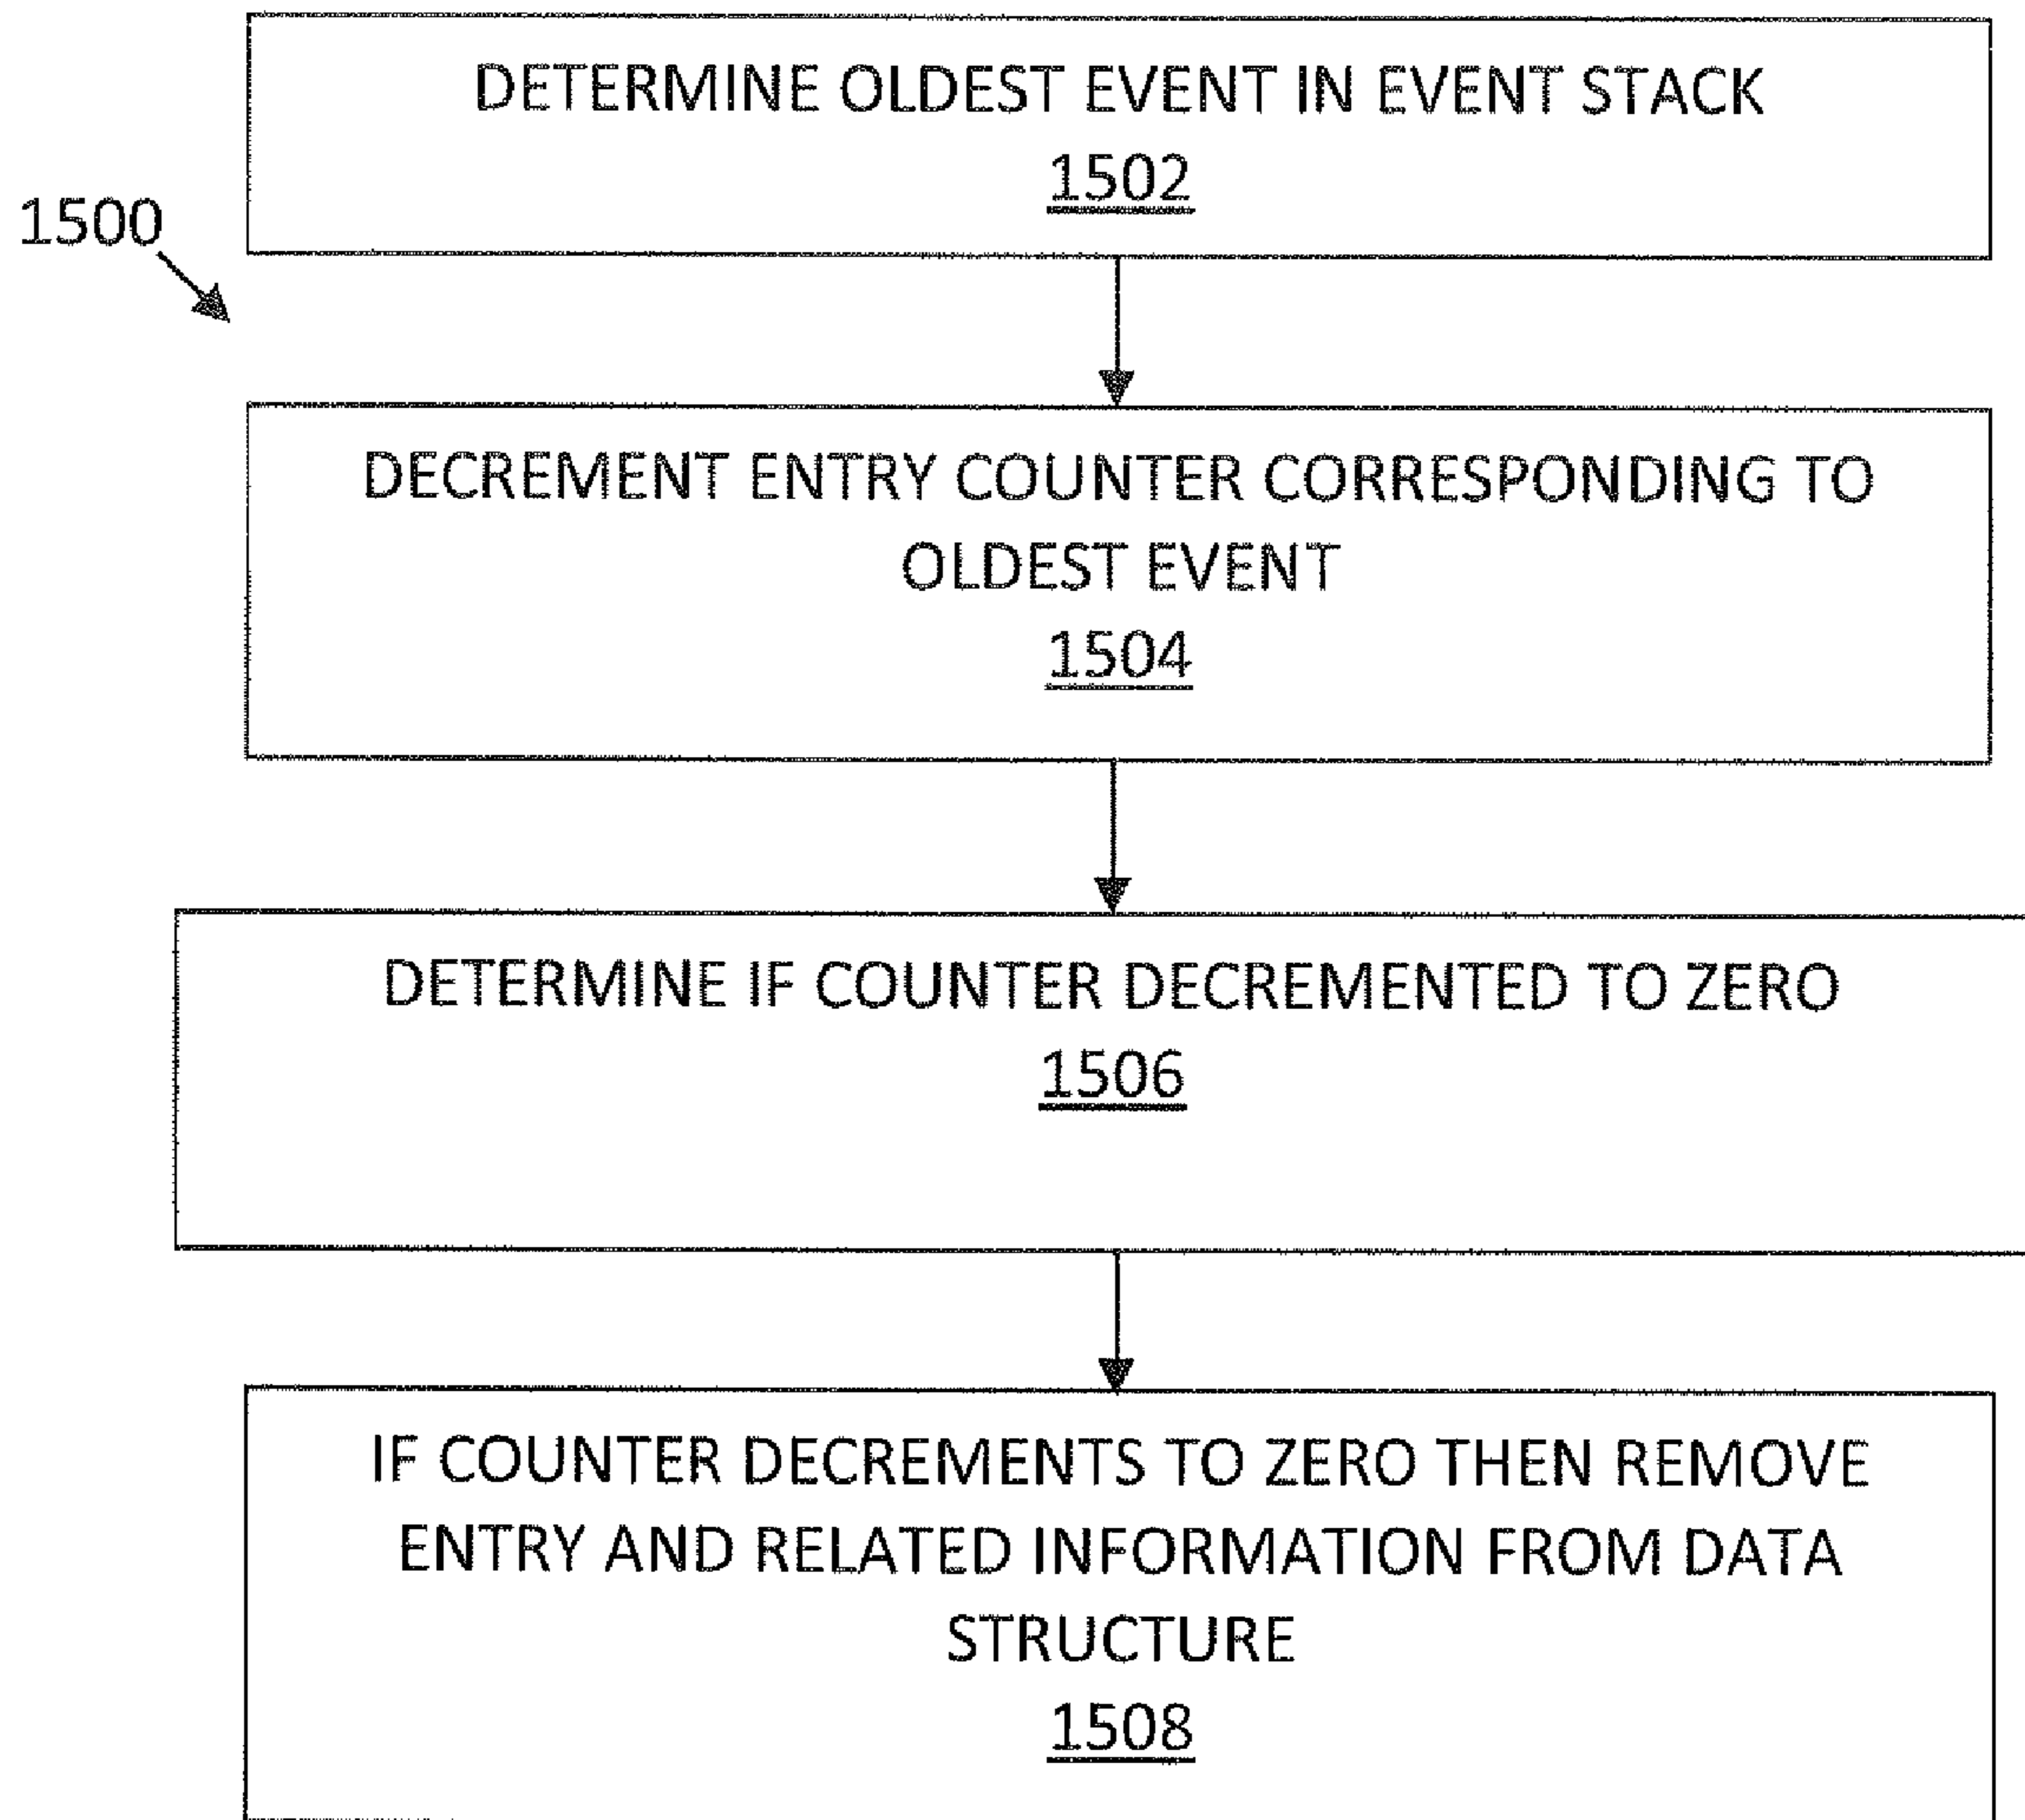 DETERMINE OLDEST EVENT IN EVENT STACK
1502
1500
DECREMENT ENTRY COUNTER CORRESPONDING TO
OLDEST EVENT
1504
DETERMINE IF COUNTER DECREMENTED TO ZERO
1506
IF COUNTER DECREMENTS TO ZERO THEN REMOVE
ENTRY AND RELATED INFORMATION FROM DATA
STRUCTURE
1508